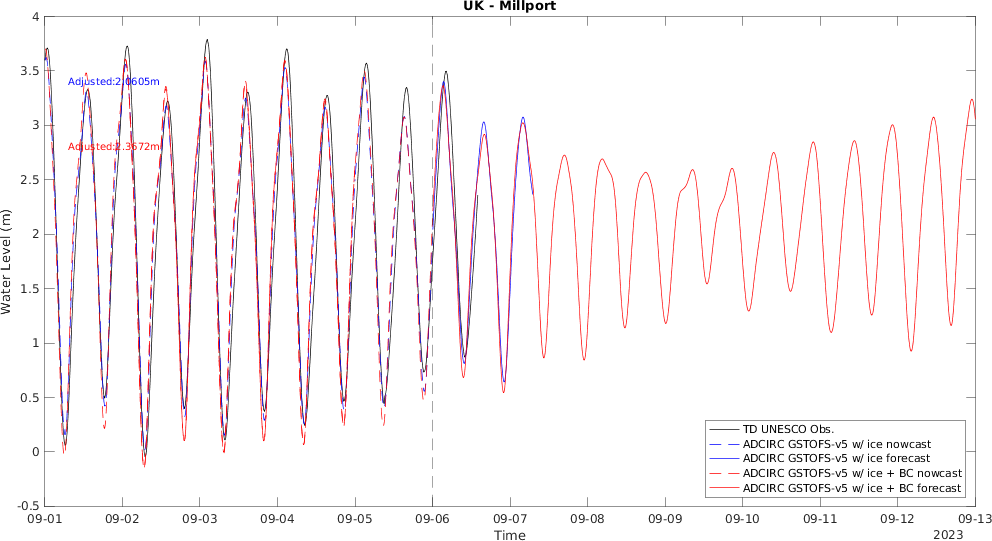 UK - Millport
4
3.5
3
2.5
2
1.5
1
0.5
0
-0.5
Water Level (m)
Adjusted:2.0605m
Adjusted:2.3672m
TD UNESCO Obs.
ADCIRC GSTOFS-v5 w/ ice nowcast
ADCIRC GSTOFS-v5 w/ ice forecast
ADCIRC GSTOFS-v5 w/ ice + BC nowcast
ADCIRC GSTOFS-v5 w/ ice + BC forecast
09-01 09-02 09-03 09-04 09-05 09-06 09-07 09-08 09-09 09-10 09-11 09-12 09-13
Time
2023